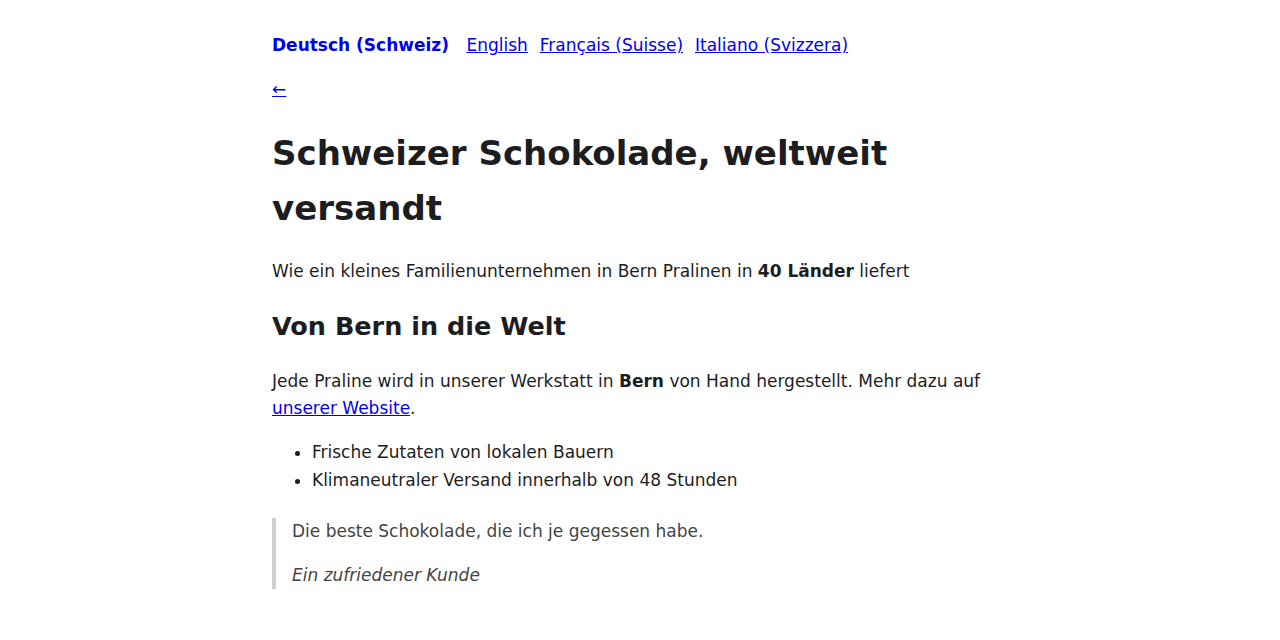 Deutsch (Schweiz) English Français (Suisse) Italiano (Svizzera)
←
Schweizer Schokolade, weltweit
versandt
Wie ein kleines Familienunternehmen in Bern Pralinen in 40 Länder liefert
Von Bern in die Welt
Jede Praline wird in unserer Werkstatt in Bern von Hand hergestellt. Mehr dazu auf
unserer Website.
• Frische Zutaten von lokalen Bauern
• Klimaneutraler Versand innerhalb von 48 Stunden
Die beste Schokolade, die ich je gegessen habe.
Ein zufriedener Kunde